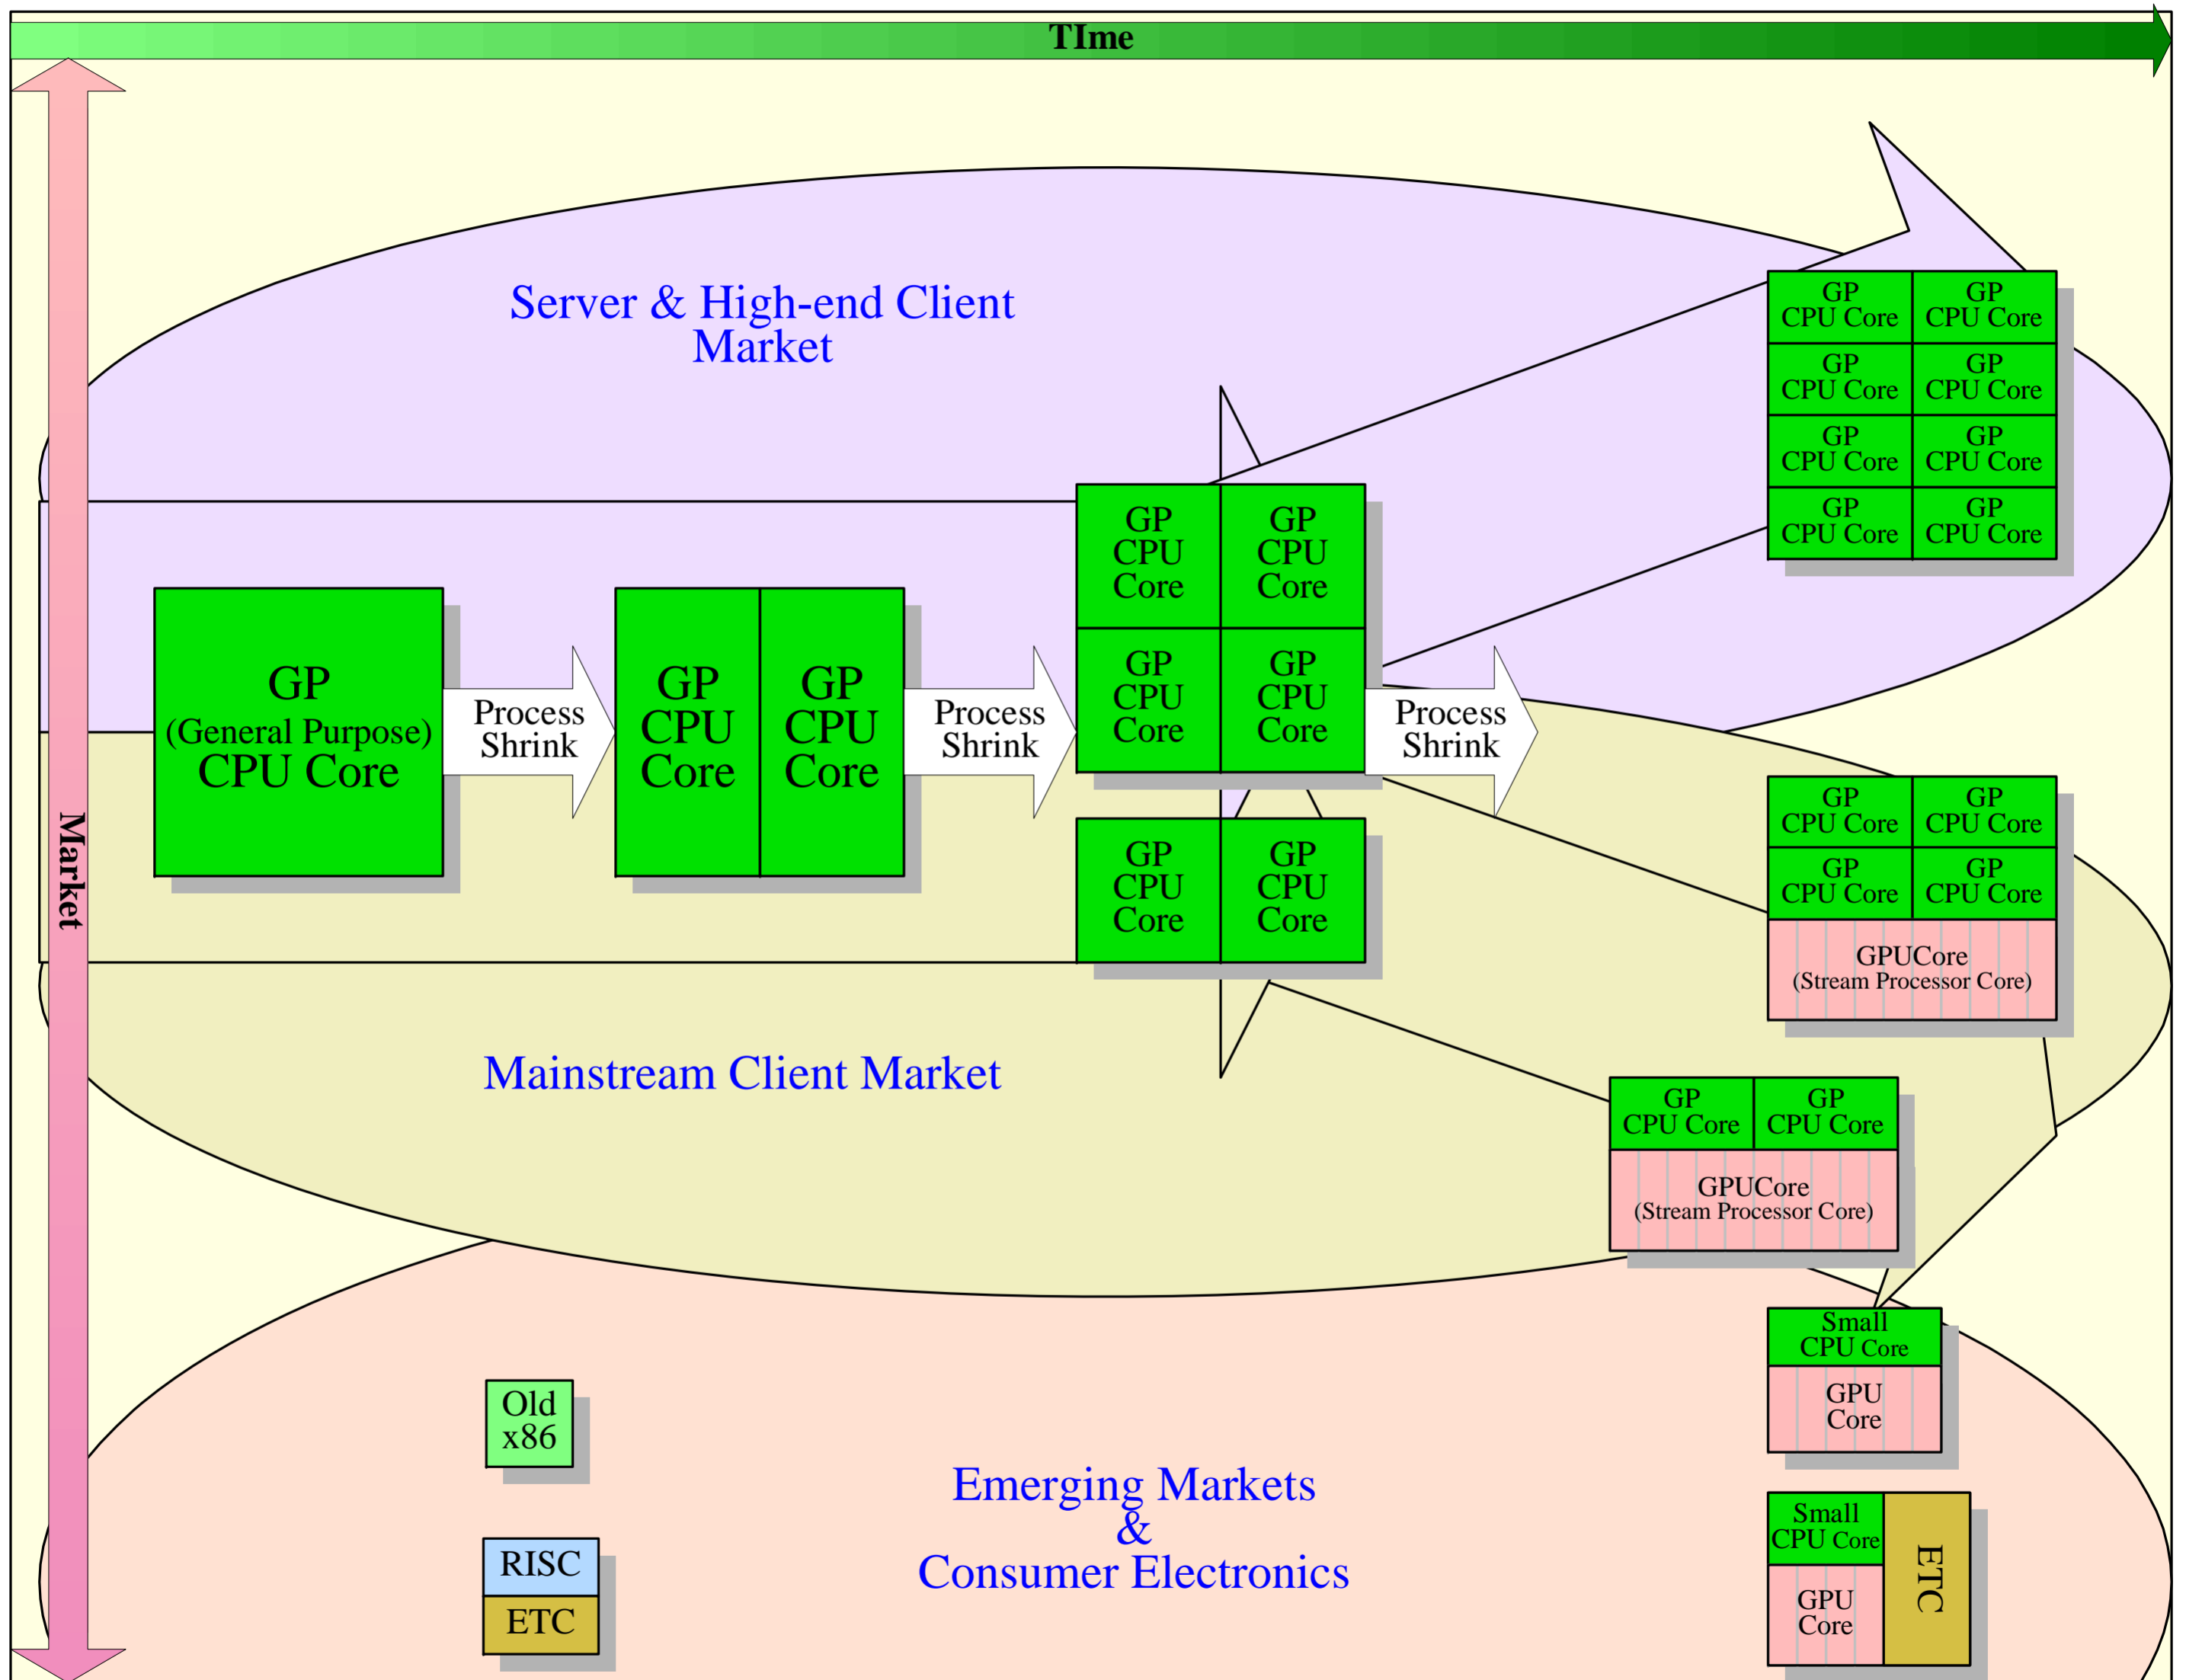 TIme
Market
Server & High-end Client
Market
GP
(General Purpose)
CPU Core
Process
Shrink
GP
CPU
Core
GP
CPU
Core
Process
Shrink
GP
CPU
Core
GP
CPU
Core
GP
CPU
Core
GP
CPU
Core
GP
CPU
Core
GP
CPU
Core
Process
Shrink
GP
CPU Core
GP
CPU Core
GP
CPU Core
GP
CPU Core
GP
CPU Core
GP
CPU Core
GP
CPU Core
GP
CPU Core
GP
CPU Core
GP
CPU Core
GP
CPU Core
GP
CPU Core
GPUCore
(Stream Processor Core)
Mainstream Client Market
GP
CPU Core
GP
CPU Core
GPUCore
(Stream Processor Core)
Small
CPU Core
GPU
Core
Old
x86
Emerging Markets
&
Consumer Electronics
RISC
ETC
Small
CPU Core
GPU
Core
ETC